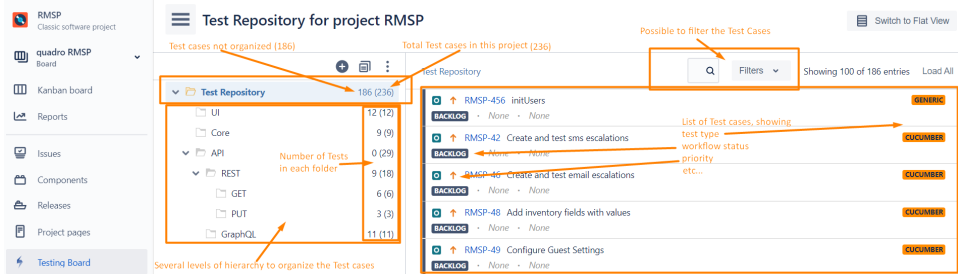 RMSP
Classic software project
quadro RMSP
Board
Kanban board
Reports
Issues
Components
Releases
Project pages
Testing Board
Test Repository for project RMSP
Switch to Flat View
Test cases not organized (186)
Total Test cases in this project (236)
Possible to filter the Test Cases
Test Repository 186 (236)
UI 12 (12)
Core 9 (9)
API 0 (29)
REST 9 (18)
GET 6 (6)
PUT 3 (3)
GraphQL 11 (11)
Number of Tests
in each folder
Several levels of hierarchy to organize the Test cases
Test Repository
Filters
Showing 100 of 186 entries Load All
RMSP-456 initUsers GENERIC
BACKLOG • None • None
RMSP-42 Create and test sms escalations CUCUMBER
BACKLOG • None • None
RMSP-46 Create and test email escalations CUCUMBER
BACKLOG • None • None
RMSP-48 Add inventory fields with values CUCUMBER
BACKLOG • None • None
RMSP-49 Configure Guest Settings CUCUMBER
BACKLOG • None • None
List of Test cases, showing
test type
workflow status
priority
etc...